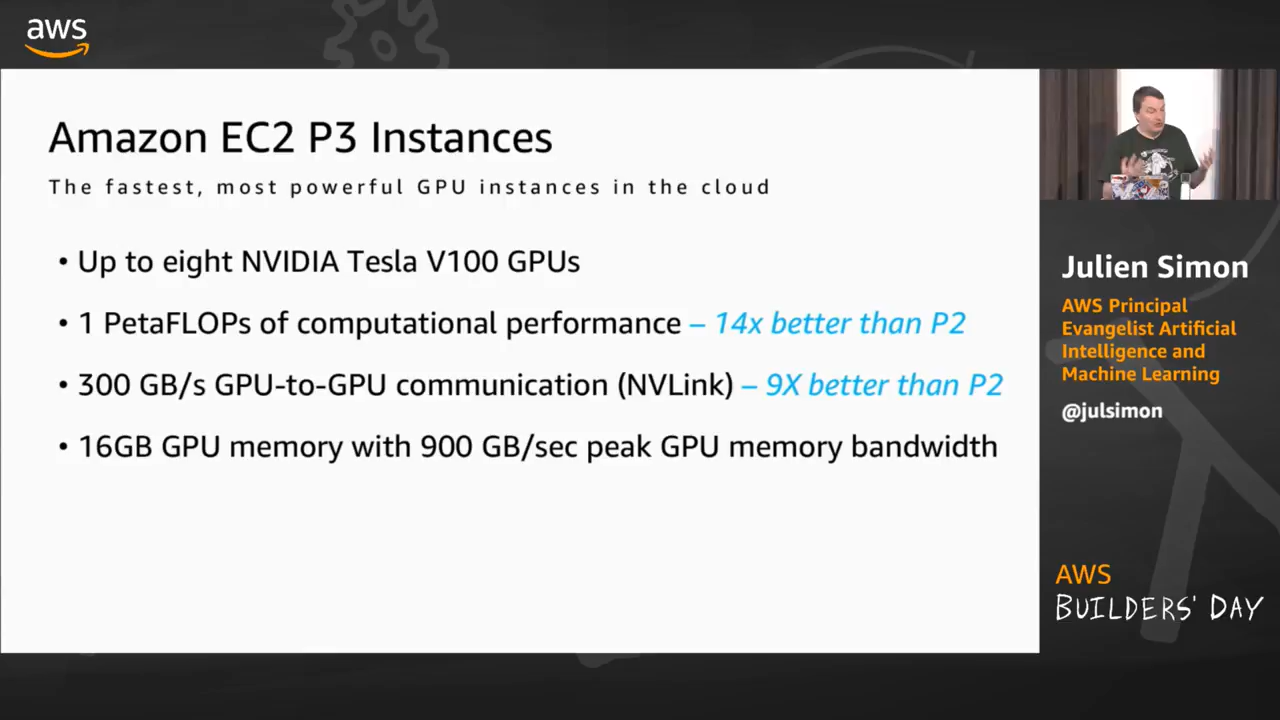 aws
Amazon EC2 P3 Instances
The fastest, most powerful GPU instances in the cloud
• Up to eight NVIDIA Tesla V100 GPUs
• 1 PetaFLOPs of computational performance – 14x better than P2
• 300 GB/s GPU-to-GPU communication (NVLink) – 9X better than P2
• 16GB GPU memory with 900 GB/sec peak GPU memory bandwidth
Julien Simon
AWS Principal
Evangelist Artificial
Intelligence and
Machine Learning
@julsimon
AWS
BUILDERS' DAY